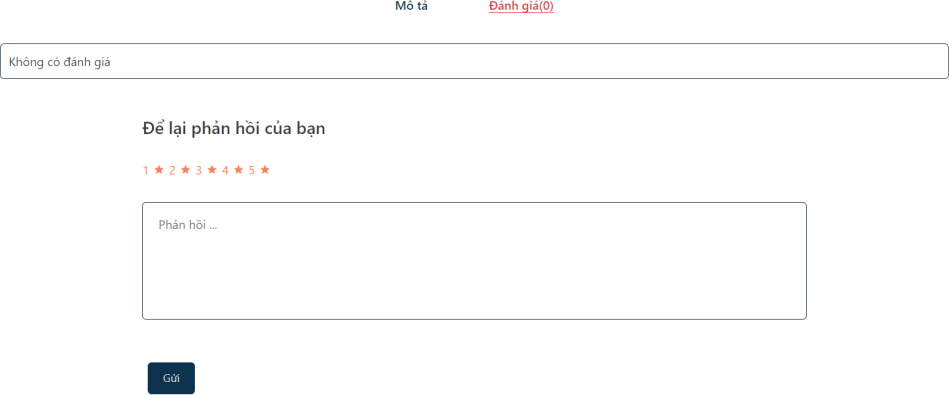 Mô tả Đánh giá(0)
Không có đánh giá
Để lại phản hồi của bạn
1 ★ 2 ★ 3 ★ 4 ★ 5 ★
Phản hồi ...
Gửi